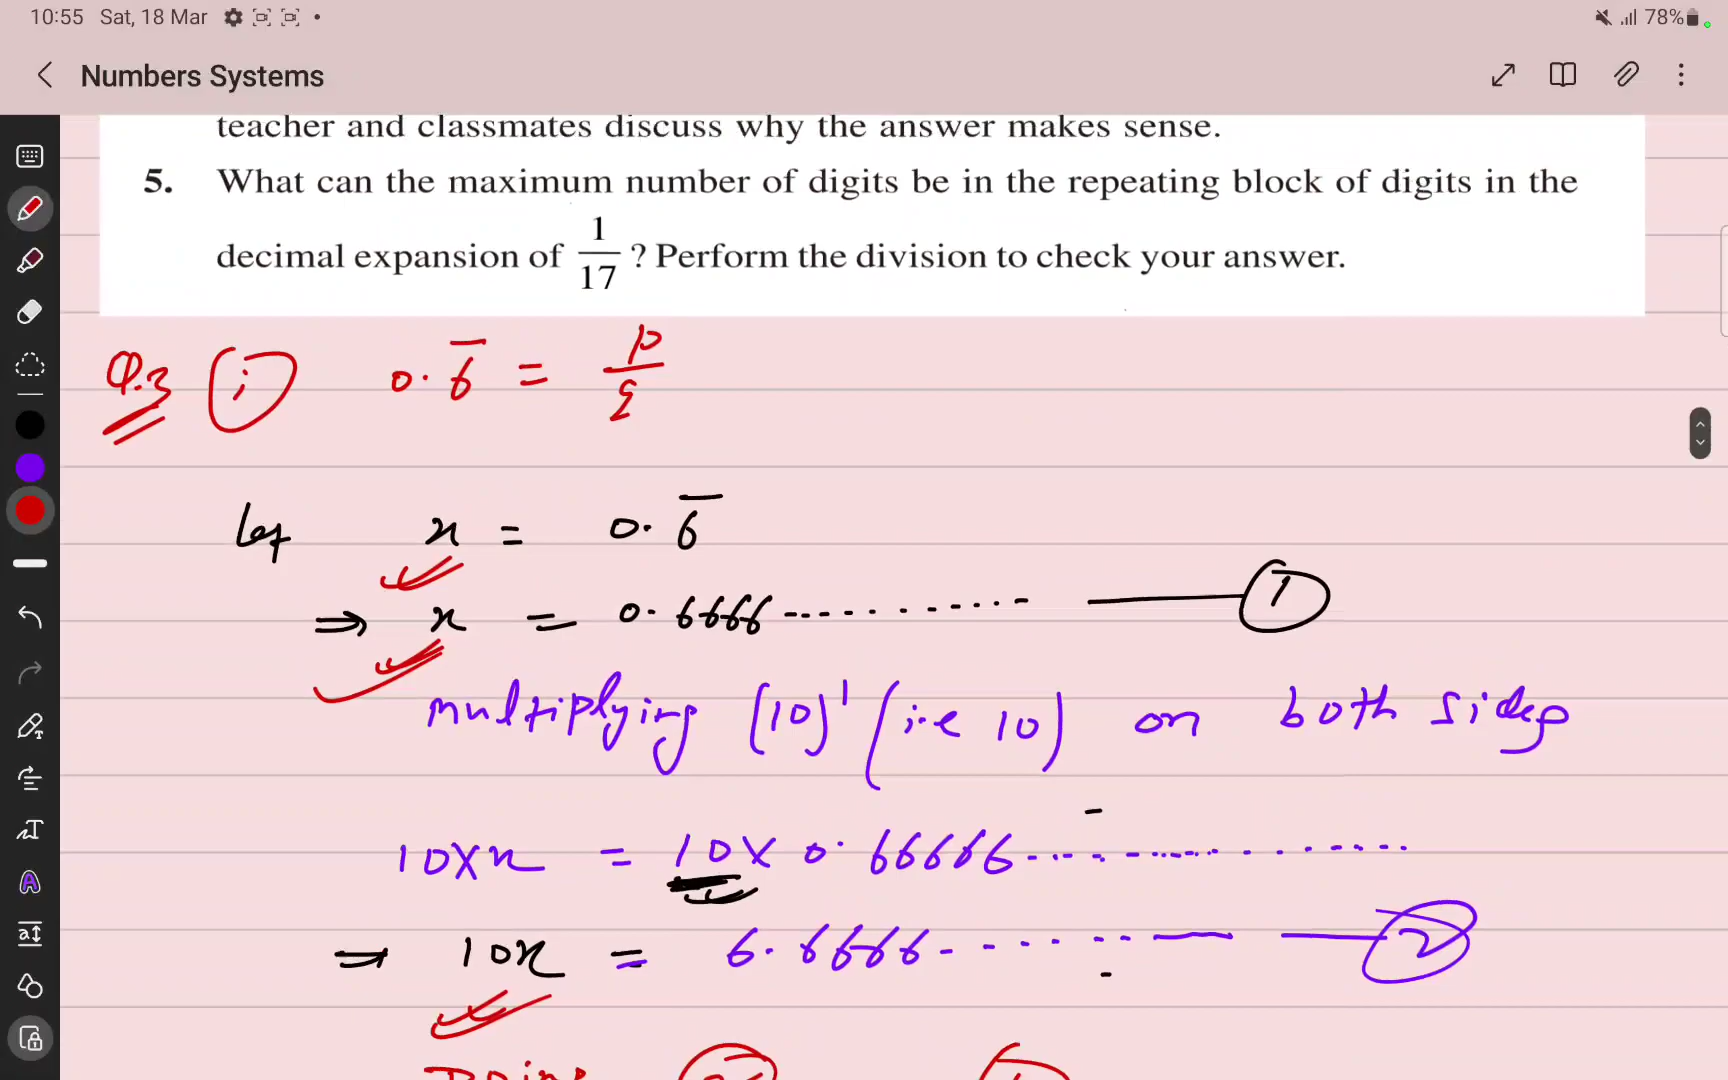 10:55 Sat, 18 Mar
78%
Numbers Systems
teacher and classmates discuss why the answer makes sense.
5. What can the maximum number of digits be in the repeating block of digits in the
decimal expansion of 1/17 ? Perform the division to check your answer.
Q.3 (i) 0.6̅ = p/q
let x = 0.6̅
⇒ x = 0.6666......... —— ①
multiplying (10)¹ (i.e 10) on both sides
10×x = 10× 0.66666...............
⇒ 10x = 6.6666......... —— ②